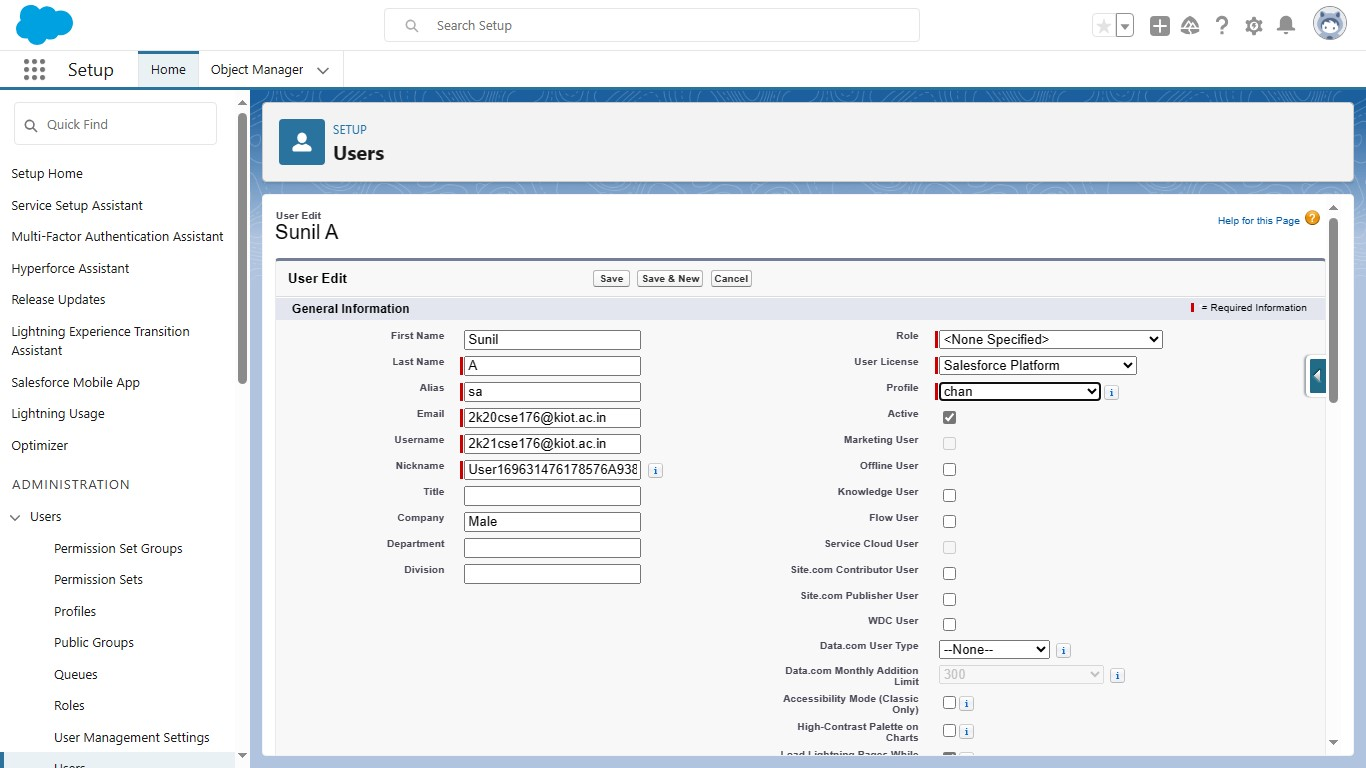 Search Setup
Setup
Home
Object Manager
Quick Find
Setup Home
Service Setup Assistant
Multi-Factor Authentication Assistant
Hyperforce Assistant
Release Updates
Lightning Experience Transition
Assistant
Salesforce Mobile App
Lightning Usage
Optimizer
ADMINISTRATION
Users
Permission Set Groups
Permission Sets
Profiles
Public Groups
Queues
Roles
User Management Settings
Users
SETUP
Users
User Edit
Sunil A
Help for this Page ?
User Edit
Save
Save & New
Cancel
General Information
= Required Information
First Name Sunil
Last Name A
Alias sa
Email 2k20cse176@kiot.ac.in
Username 2k21cse176@kiot.ac.in
Nickname User169631476178576A938 i
Title
Company Male
Department
Division
Role <None Specified>
User License Salesforce Platform
Profile chan i
Active
Marketing User
Offline User
Knowledge User
Flow User
Service Cloud User
Site.com Contributor User
Site.com Publisher User
WDC User
Data.com User Type --None-- i
Data.com Monthly Addition
Limit 300 i
Accessibility Mode (Classic
Only) i
High-Contrast Palette on
Charts i
Load Lightning Pages While